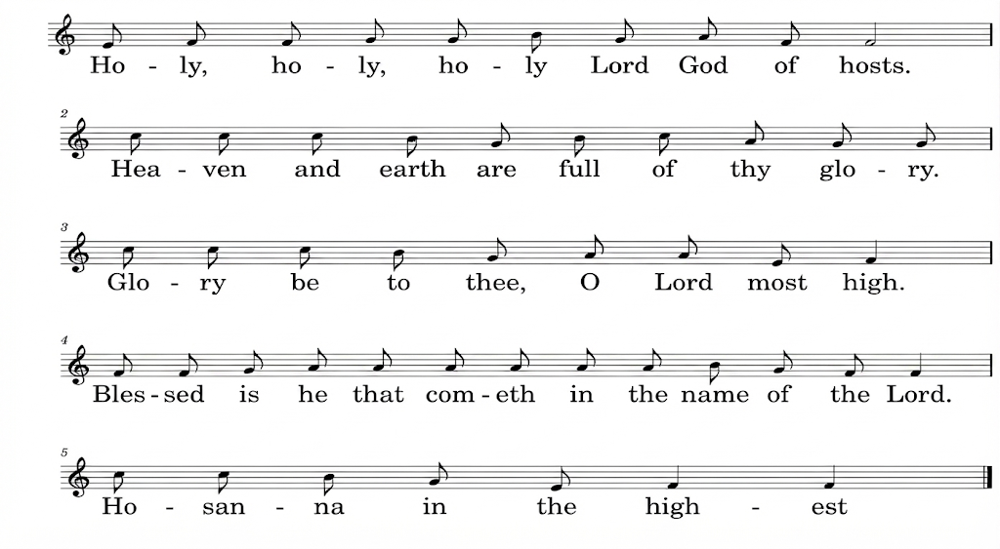 Ho - ly, ho - ly, ho - ly Lord God of hosts.
2
Hea - ven and earth are full of thy glo - ry.
3
Glo - ry be to thee, O Lord most high.
4
Bles - sed is he that com - eth in the name of the Lord.
5
Ho - san - na in the high - est